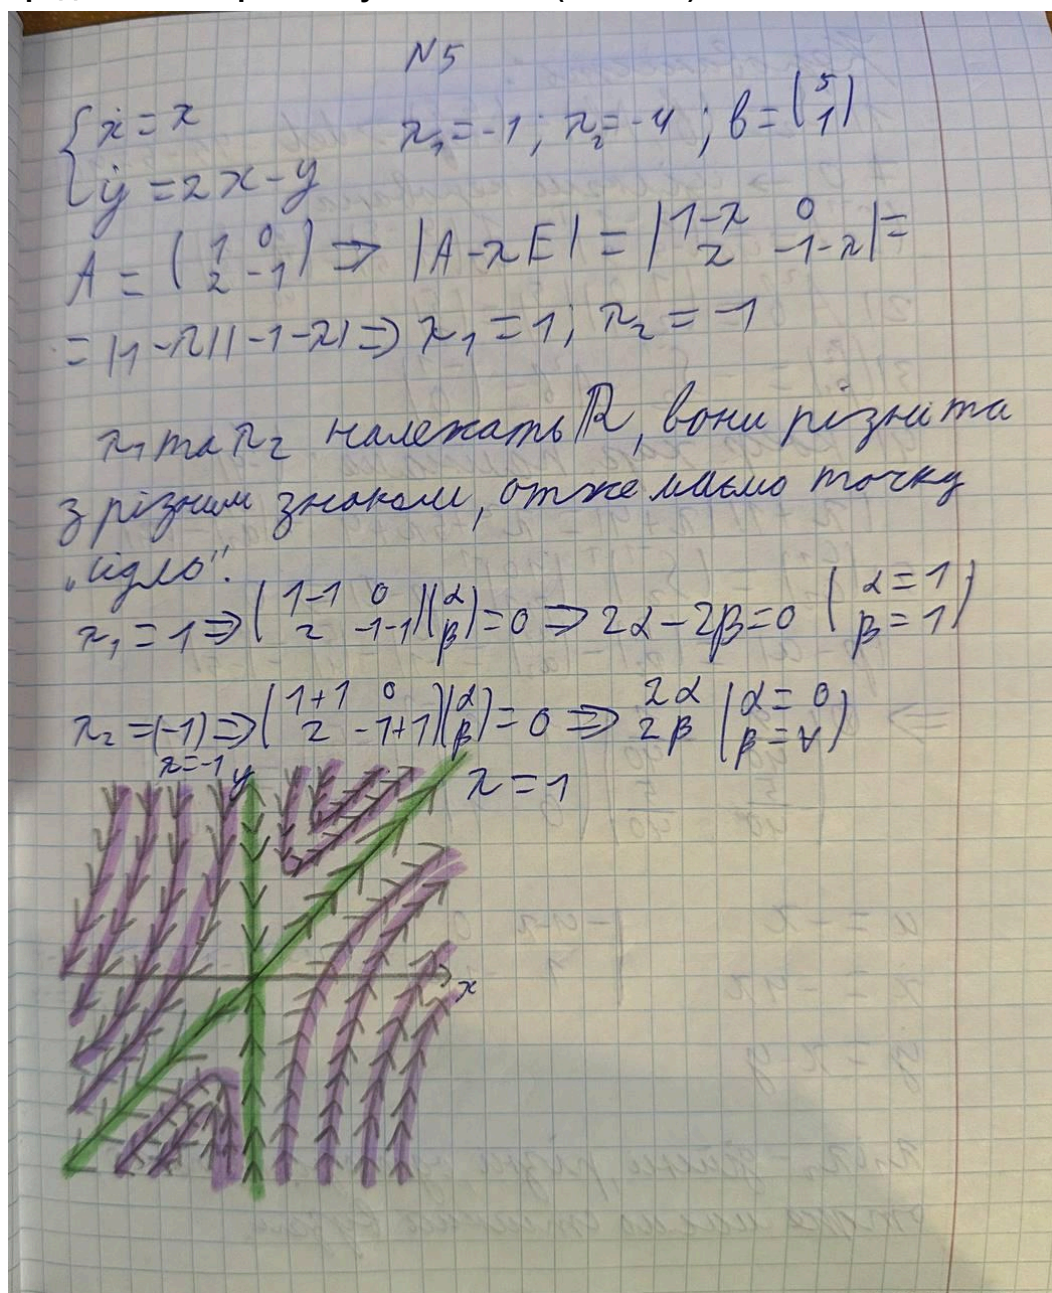 N5
{ẋ = x
{ẏ = 2x - y
λ₁ = -1; λ₂ = -4; b = (5 1)
A = (1 0 2 -1) ⇒ |A - λE| = |1-λ 0 2 -1-λ| =
= |1 - λ| |-1 - λ| ⇒ λ₁ = 1; λ₂ = -1
λ₁ та λ₂ належать ℝ, вони різні та
з різним знаком, отже маємо точку
„сідло".
λ₁ = 1 ⇒ (1-1 0 2 -1-1)(α β) = 0 ⇒ 2α - 2β = 0 (α = 1 β = 1)
λ₂ = (-1) ⇒ (1+1 0 2 -1+1)(α β) = 0 ⇒ 2α 2β (α = 0 β = ∀)
λ = -1
y
λ = 1
x